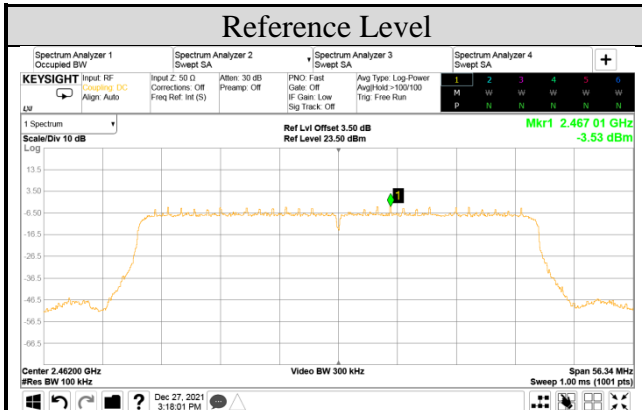 Reference Level
Spectrum Analyzer 1
Occupied BW
Spectrum Analyzer 2
Swept SA
Spectrum Analyzer 3
Swept SA
Spectrum Analyzer 4
Swept SA
+
KEYSIGHT
Input: RF
Coupling: DC
Align: Auto
Input Z: 50 Ω
Corrections: Off
Freq Ref: Int (S)
Atten: 30 dB
Preamp: Off
PNO: Fast
Gate: Off
IF Gain: Low
Sig Track: Off
Avg Type: Log-Power
Avg|Hold:>100/100
Trig: Free Run
1 2 3 4 5 6
M W W W W W
P N N N N N
1 Spectrum
Scale/Div 10 dB
Log
Ref Lvl Offset 3.50 dB
Ref Level 23.50 dBm
Mkr1 2.467 01 GHz
-3.53 dBm
1
13.5
3.50
-6.50
-16.5
-26.5
-36.5
-46.5
-56.5
-66.5
Center 2.46200 GHz
#Res BW 100 kHz
Video BW 300 kHz
Span 56.34 MHz
Sweep 1.00 ms (1001 pts)
?
Dec 27, 2021
3:18:01 PM